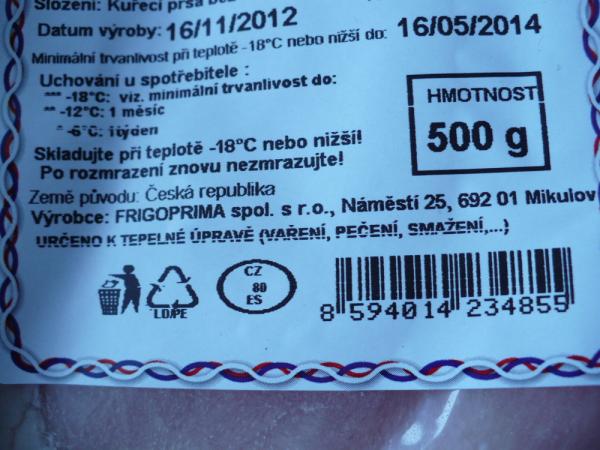 Složení: Kuřecí prsa
Datum výroby: 16/11/2012
Minimální trvanlivost při teplotě -18°C nebo nižší do: 16/05/2014
Uchování u spotřebitele :
*** -18°C: viz. minimální trvanlivost do:
** -12°C: 1 měsíc
* -6°C: 1týden
HMOTNOST
500 g
Skladujte při teplotě -18°C nebo nižší!
Po rozmrazení znovu nezmrazujte!
Země původu: Česká republika
Výrobce: FRIGOPRIMA spol. s r.o., Náměstí 25, 692 01 Mikulov
URČENO K TEPELNÉ ÚPRAVĚ (VAŘENÍ, PEČENÍ, SMAŽENÍ,...)
LD/PE
CZ
80
ES
8 594014 234855